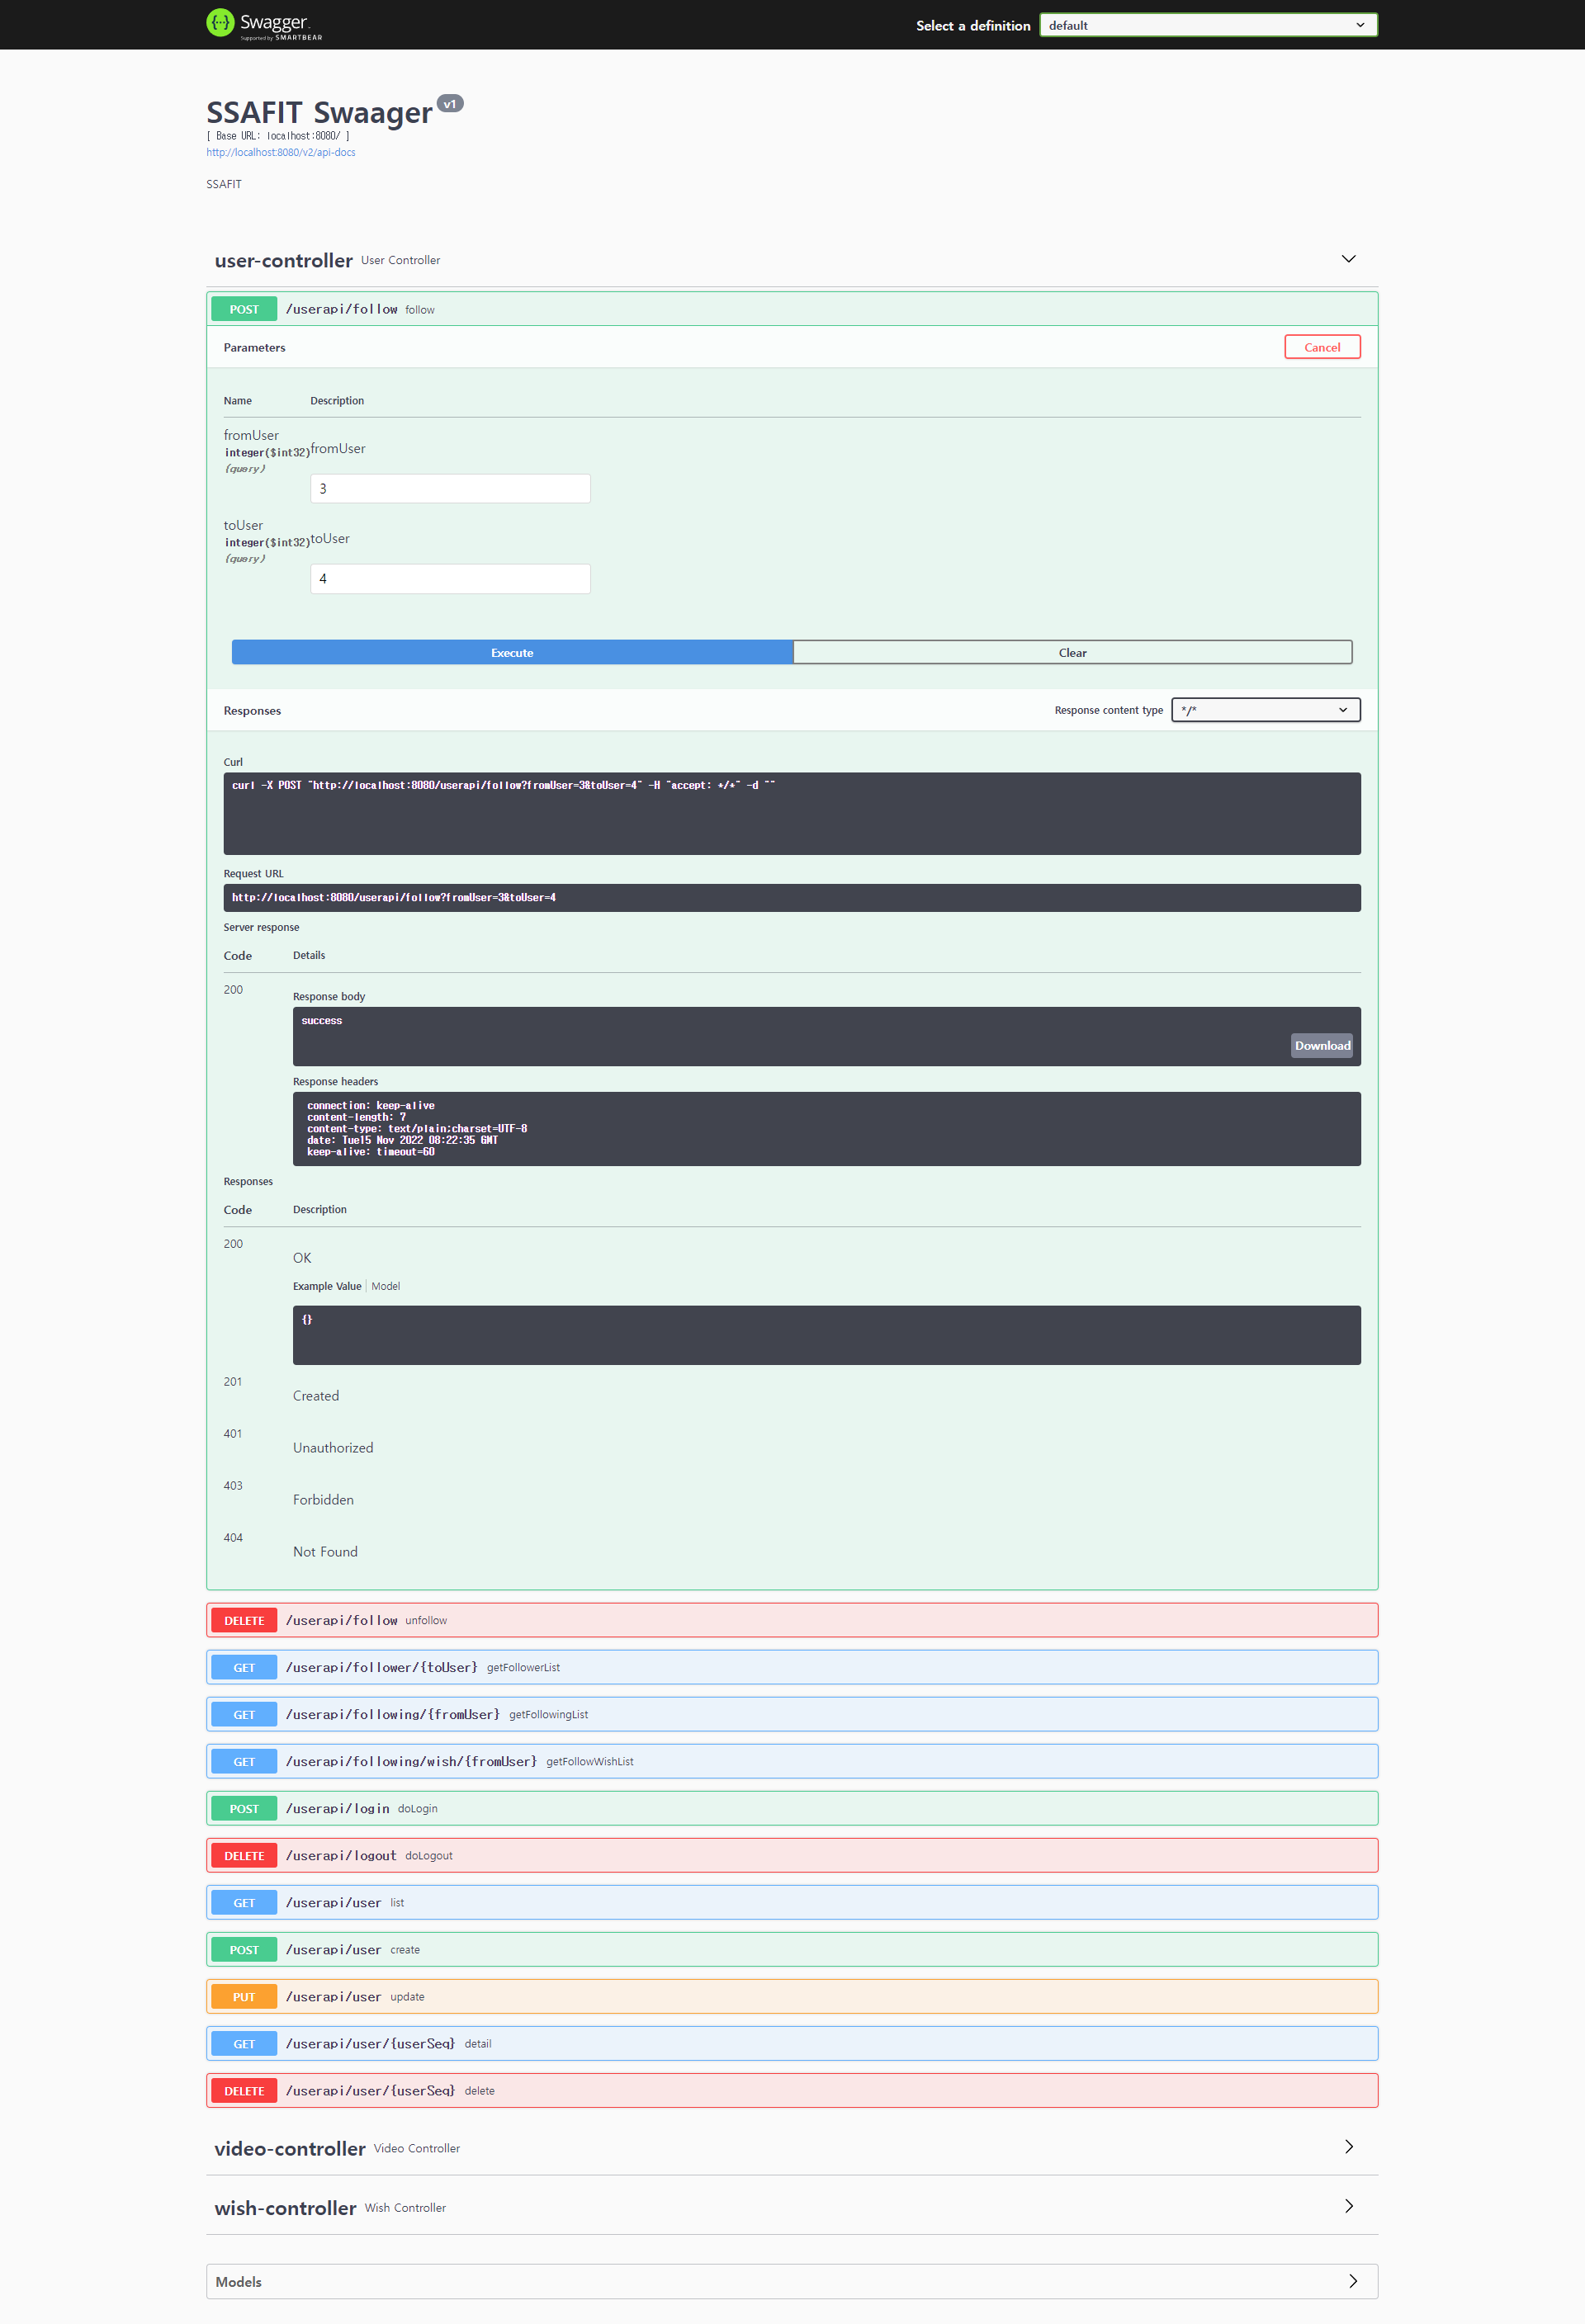 Swagger
Supported by SMARTBEAR
Select a definition
default
SSAFIT Swaager v1
[ Base URL: localhost:8080/ ]
http://localhost:8080/v2/api-docs
SSAFIT
user-controller User Controller
POST /userapi/follow follow
Parameters
Cancel
Name Description
fromUser
integer($int32)
(query)
fromUser
3
toUser
integer($int32)
(query)
toUser
4
Execute
Clear
Responses
Response content type
*/*
Curl
curl -X POST "http://localhost:8080/userapi/follow?fromUser=3&toUser=4" -H "accept: */*" -d ""
Request URL
http://localhost:8080/userapi/follow?fromUser=3&toUser=4
Server response
Code Details
200
Response body
success
Download
Response headers
connection: keep-alive
content-length: 7
content-type: text/plain;charset=UTF-8
date: Tue15 Nov 2022 08:22:35 GMT
keep-alive: timeout=60
Responses
Code Description
200
OK
Example Value Model
{}
201
Created
401
Unauthorized
403
Forbidden
404
Not Found
DELETE /userapi/follow unfollow
GET /userapi/follower/{toUser} getFollowerList
GET /userapi/following/{fromUser} getFollowingList
GET /userapi/following/wish/{fromUser} getFollowWishList
POST /userapi/login doLogin
DELETE /userapi/logout doLogout
GET /userapi/user list
POST /userapi/user create
PUT /userapi/user update
GET /userapi/user/{userSeq} detail
DELETE /userapi/user/{userSeq} delete
video-controller Video Controller
wish-controller Wish Controller
Models